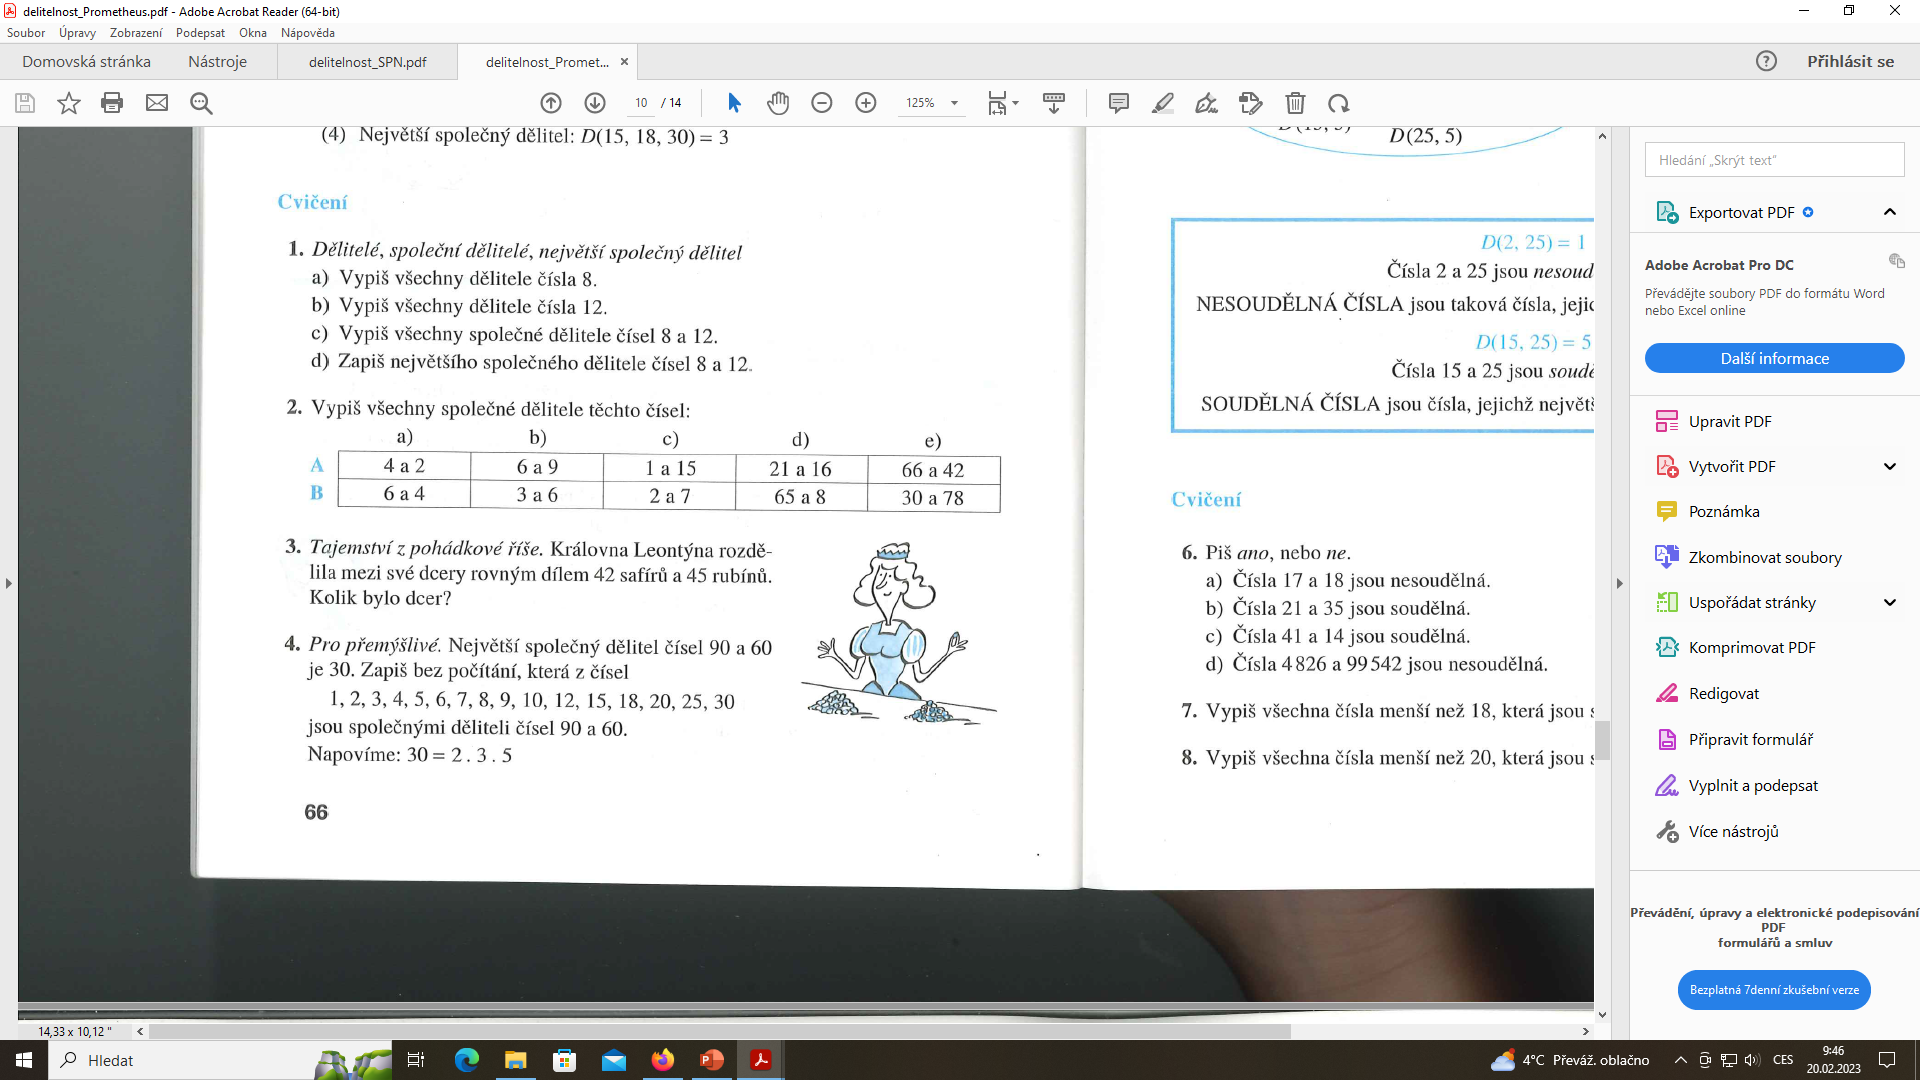 delitelnost_Prometheus.pdf - Adobe Acrobat Reader (64-bit)
Soubor Úpravy Zobrazení Podepsat Okna Nápověda
Domovská stránka Nástroje delitelnost_SPN.pdf delitelnost_Promet... Přihlásit se
10 / 14 125%
(4) Největší společný dělitel: D(15, 18, 30) = 3
Cvičení
1. Dělitelé, společní dělitelé, největší společný dělitel
a) Vypiš všechny dělitele čísla 8.
b) Vypiš všechny dělitele čísla 12.
c) Vypiš všechny společné dělitele čísel 8 a 12.
d) Zapiš největšího společného dělitele čísel 8 a 12.
2. Vypiš všechny společné dělitele těchto čísel:
a) b) c) d) e)
A 4 a 2 6 a 9 1 a 15 21 a 16 66 a 42
B 6 a 4 3 a 6 2 a 7 65 a 8 30 a 78
3. Tajemství z pohádkové říše. Královna Leontýna rozdě-
lila mezi své dcery rovným dílem 42 safírů a 45 rubínů.
Kolik bylo dcer?
4. Pro přemýšlivé. Největší společný dělitel čísel 90 a 60
je 30. Zapiš bez počítání, která z čísel
1, 2, 3, 4, 5, 6, 7, 8, 9, 10, 12, 15, 18, 20, 25, 30
jsou společnými děliteli čísel 90 a 60.
Napovíme: 30 = 2 . 3 . 5
66
D(25, 5)
D(2, 25) = 1
Čísla 2 a 25 jsou nesoud
NESOUDĚLNÁ ČÍSLA jsou taková čísla, jejic
D(15, 25) = 5
Čísla 15 a 25 jsou soudě
SOUDĚLNÁ ČÍSLA jsou čísla, jejichž největš
Cvičení
6. Piš ano, nebo ne.
a) Čísla 17 a 18 jsou nesoudělná.
b) Čísla 21 a 35 jsou soudělná.
c) Čísla 41 a 14 jsou soudělná.
d) Čísla 4 826 a 99 542 jsou nesoudělná.
7. Vypiš všechna čísla menší než 18, která jsou s
8. Vypiš všechna čísla menší než 20, která jsou s
Hledání „Skrýt text“
Exportovat PDF
Adobe Acrobat Pro DC
Převádějte soubory PDF do formátu Word
nebo Excel online
Další informace
Upravit PDF
Vytvořit PDF
Poznámka
Zkombinovat soubory
Uspořádat stránky
Komprimovat PDF
Redigovat
Připravit formulář
Vyplnit a podepsat
Více nástrojů
Převádění, úpravy a elektronické podepisování
PDF
formulářů a smluv
Bezplatná 7denní zkušební verze
14,33 x 10,12 "
Hledat
4°C Převáž. oblačno CES 9:46
20.02.2023